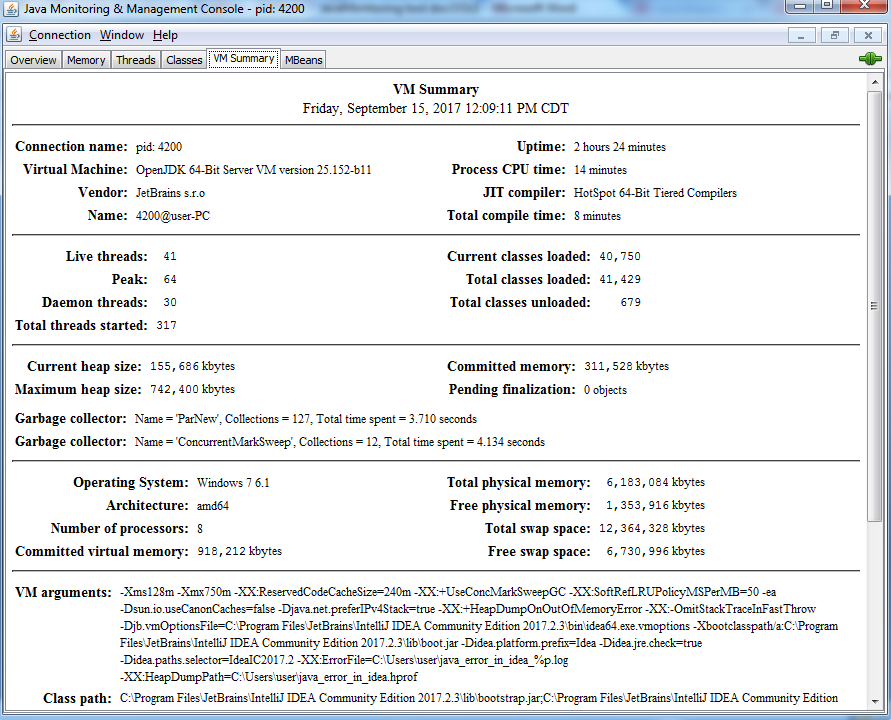 Java Monitoring & Management Console - pid: 4200
Connection Window Help
Overview Memory Threads Classes VM Summary MBeans
VM Summary
Friday, September 15, 2017 12:09:11 PM CDT
Connection name: pid: 4200 Uptime: 2 hours 24 minutes
Virtual Machine: OpenJDK 64-Bit Server VM version 25.152-b11 Process CPU time: 14 minutes
Vendor: JetBrains s.r.o JIT compiler: HotSpot 64-Bit Tiered Compilers
Name: 4200@user-PC Total compile time: 8 minutes
Live threads: 41 Current classes loaded: 40,750
Peak: 64 Total classes loaded: 41,429
Daemon threads: 30 Total classes unloaded: 679
Total threads started: 317
Current heap size: 155,686 kbytes Committed memory: 311,528 kbytes
Maximum heap size: 742,400 kbytes Pending finalization: 0 objects
Garbage collector: Name = 'ParNew', Collections = 127, Total time spent = 3.710 seconds
Garbage collector: Name = 'ConcurrentMarkSweep', Collections = 12, Total time spent = 4.134 seconds
Operating System: Windows 7 6.1 Total physical memory: 6,183,084 kbytes
Architecture: amd64 Free physical memory: 1,353,916 kbytes
Number of processors: 8 Total swap space: 12,364,328 kbytes
Committed virtual memory: 918,212 kbytes Free swap space: 6,730,996 kbytes
VM arguments: -Xms128m -Xmx750m -XX:ReservedCodeCacheSize=240m -XX:+UseConcMarkSweepGC -XX:SoftRefLRUPolicyMSPerMB=50 -ea
-Dsun.io.useCanonCaches=false -Djava.net.preferIPv4Stack=true -XX:+HeapDumpOnOutOfMemoryError -XX:-OmitStackTraceInFastThrow
-Djb.vmOptionsFile=C:\Program Files\JetBrains\IntelliJ IDEA Community Edition 2017.2.3\bin\idea64.exe.vmoptions -Xbootclasspath/a:C:\Program
Files\JetBrains\IntelliJ IDEA Community Edition 2017.2.3\lib\boot.jar -Didea.platform.prefix=Idea -Didea.jre.check=true
-Didea.paths.selector=IdeaIC2017.2 -XX:ErrorFile=C:\Users\user\java_error_in_idea_%p.log
-XX:HeapDumpPath=C:\Users\user\java_error_in_idea.hprof
Class path: C:\Program Files\JetBrains\IntelliJ IDEA Community Edition 2017.2.3\lib\bootstrap.jar;C:\Program Files\JetBrains\IntelliJ IDEA Community Edition